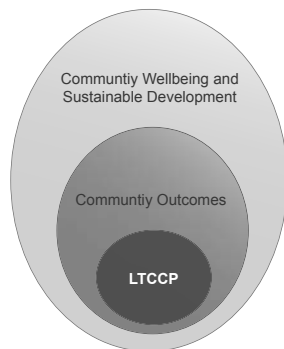 Communtiy Wellbeing and
Sustainable Development
Communtiy Outcomes
LTCCP